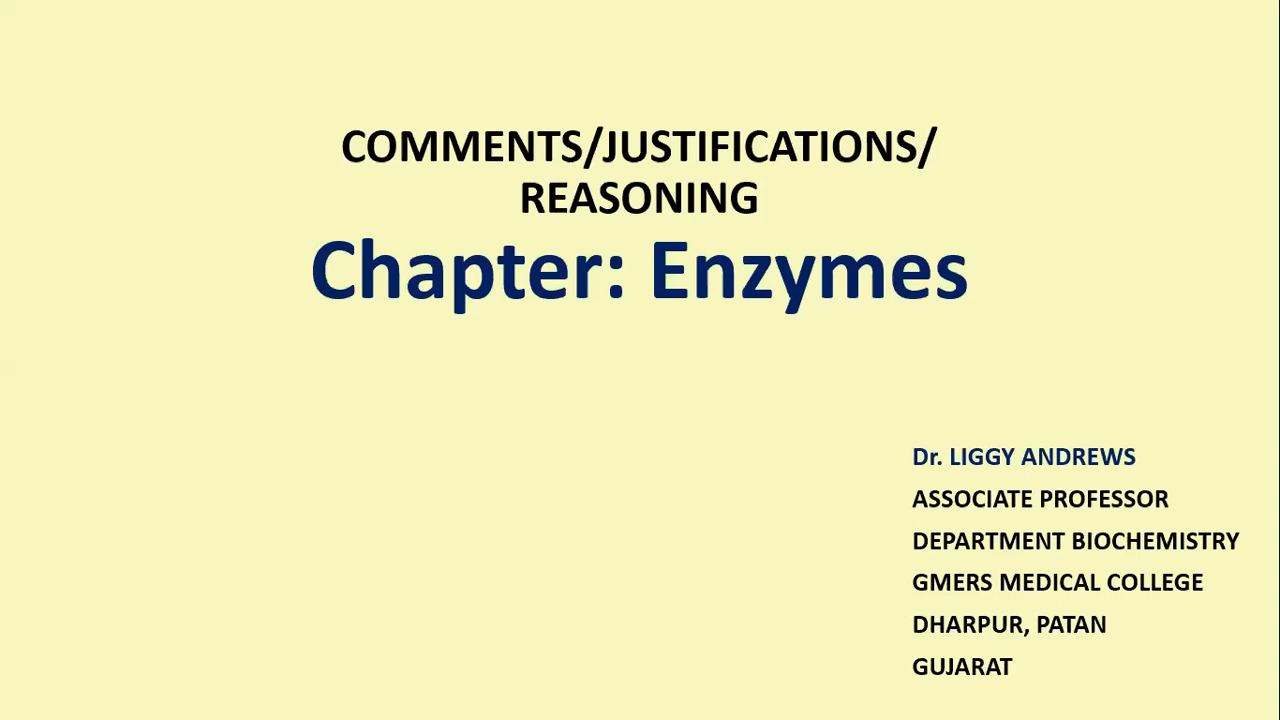 COMMENTS/JUSTIFICATIONS/
REASONING
Chapter: Enzymes
Dr. LIGGY ANDREWS
ASSOCIATE PROFESSOR
DEPARTMENT BIOCHEMISTRY
GMERS MEDICAL COLLEGE
DHARPUR, PATAN
GUJARAT